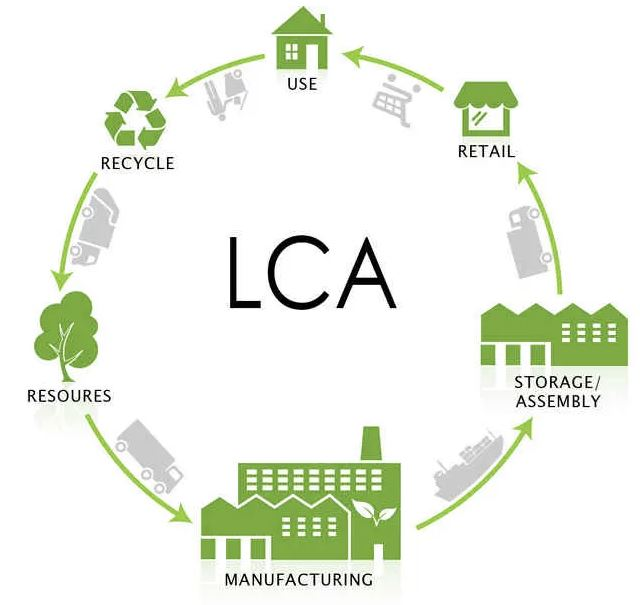 USE
RETAIL
RECYCLE
LCA
STORAGE/
ASSEMBLY
RESOURES
MANUFACTURING